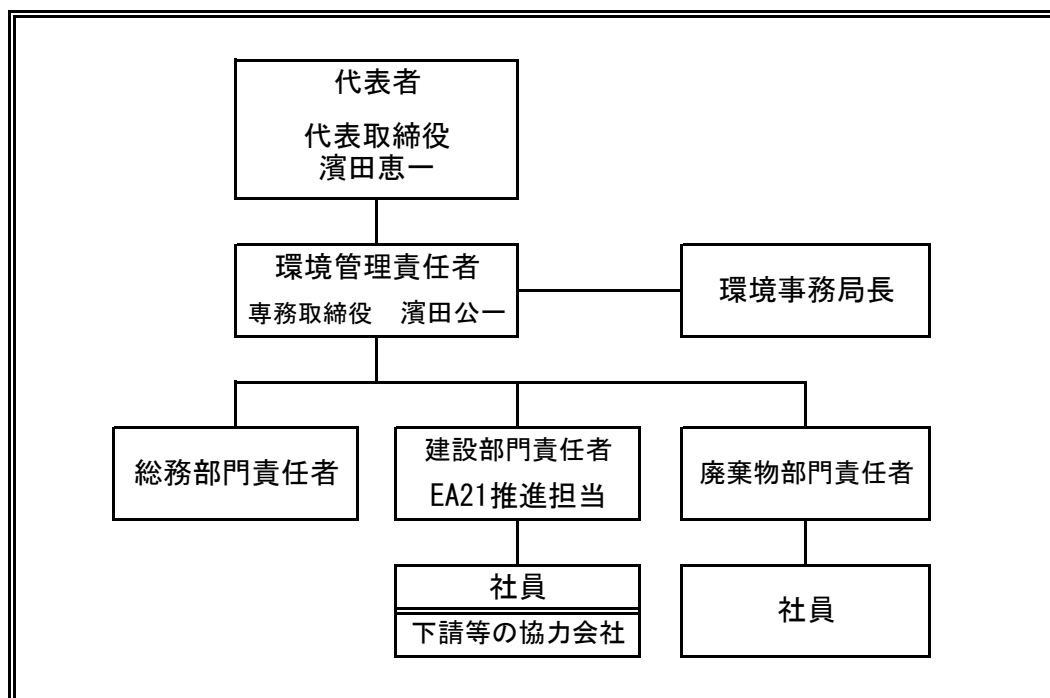 代表者
代表取締役
濱田恵一
環境管理責任者
専務取締役　濱田公一
環境事務局長
総務部門責任者
建設部門責任者
EA21推進担当
廃棄物部門責任者
社員
下請等の協力会社
社員